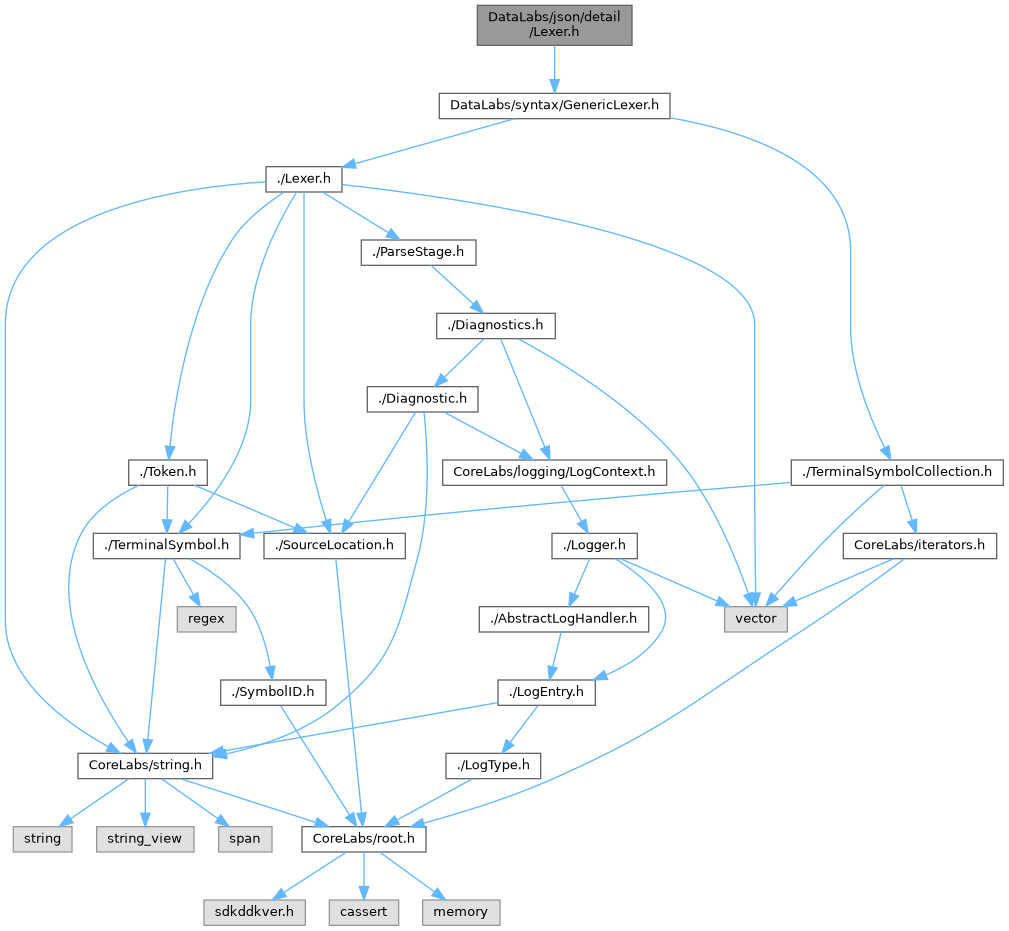 DataLabs/json/detail
/Lexer.h
DataLabs/syntax/GenericLexer.h
./Lexer.h
./ParseStage.h
./Diagnostics.h
./Diagnostic.h
./Token.h
CoreLabs/logging/LogContext.h
./TerminalSymbolCollection.h
./TerminalSymbol.h
./SourceLocation.h
./Logger.h
CoreLabs/iterators.h
regex
./AbstractLogHandler.h
vector
./SymbolID.h
./LogEntry.h
CoreLabs/string.h
./LogType.h
string
string_view
span
CoreLabs/root.h
sdkddkver.h
cassert
memory